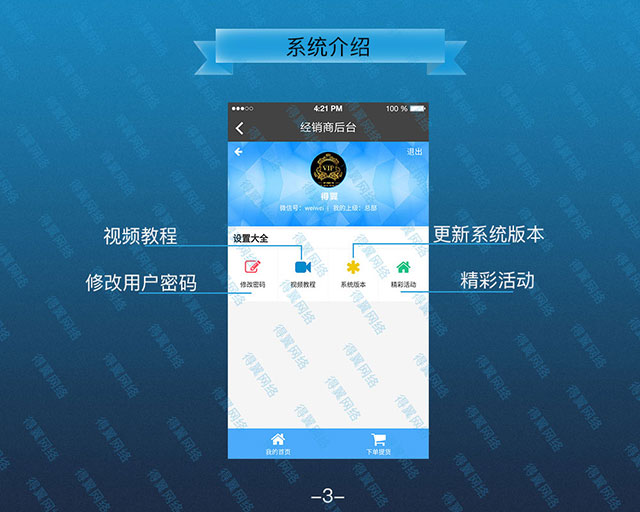 系统介绍
4:21 PM
100 %
经销商后台
退出
VIP
得翼
微信号：weiwei | 我的上级：总部
设置大全
视频教程
更新系统版本
修改用户密码
精彩活动
修改密码
视频教程
系统版本
精彩活动
我的首页
下单提货
-3-
得翼网络